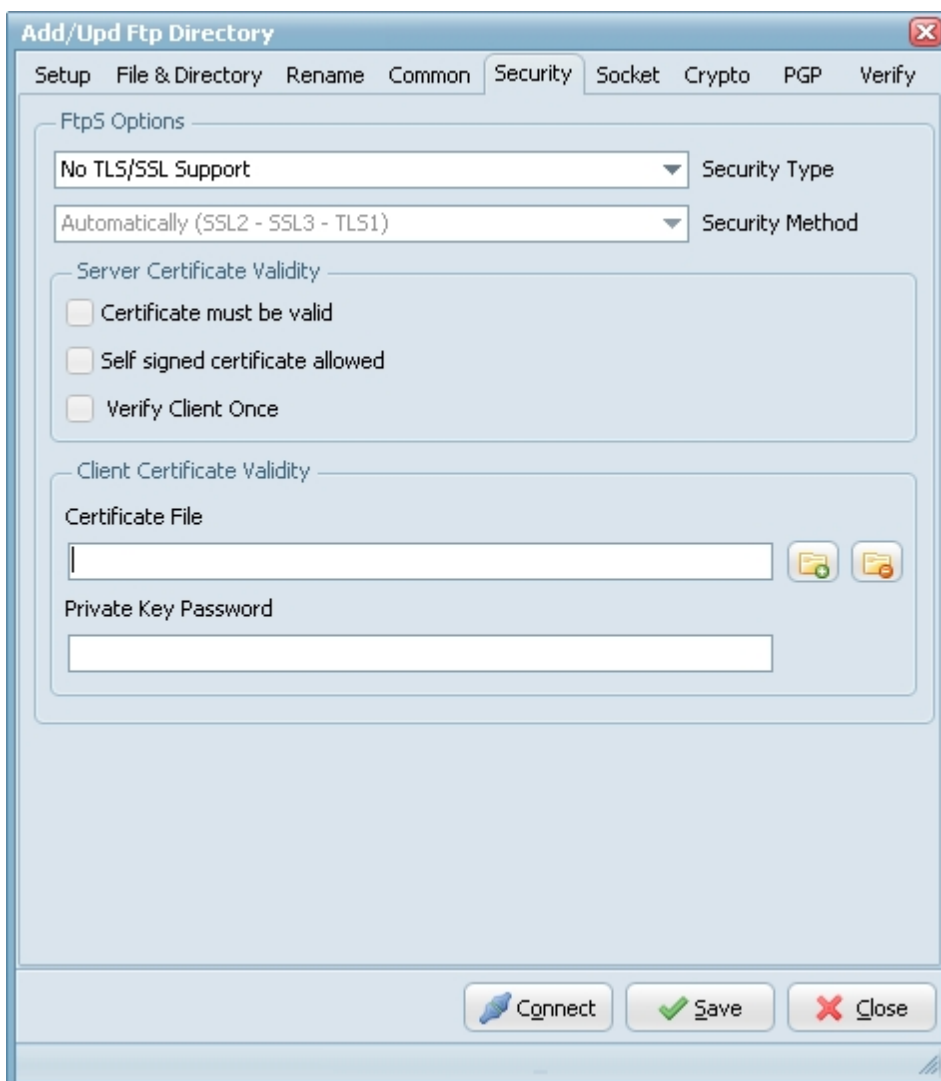 Add/Upd Ftp Directory
Setup File & Directory Rename Common Security Socket Crypto PGP Verify
FtpS Options
No TLS/SSL Support Security Type
Automatically (SSL2 - SSL3 - TLS1) Security Method
Server Certificate Validity
Certificate must be valid
Self signed certificate allowed
Verify Client Once
Client Certificate Validity
Certificate File
Private Key Password
Connect Save Close